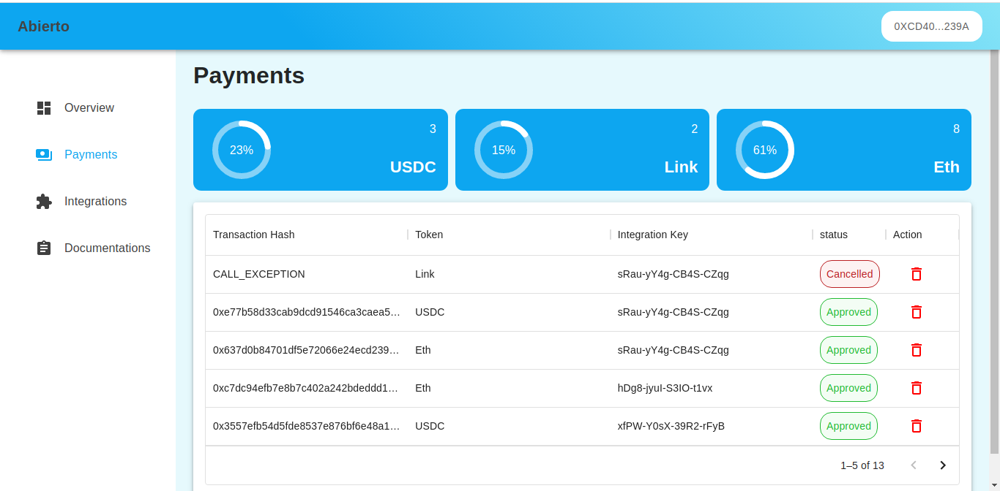 Abierto
0XCD40...239A
Overview
Payments
Integrations
Documentations
Payments
23%
3
USDC
15%
2
Link
61%
8
Eth
Transaction Hash Token Integration Key status Action
CALL_EXCEPTION Link sRau-yY4g-CB4S-CZqg Cancelled
0xe77b58d33cab9dcd91546ca3caea5... USDC sRau-yY4g-CB4S-CZqg Approved
0x637d0b84701df5e72066e24ecd239... Eth sRau-yY4g-CB4S-CZqg Approved
0xc7dc94efb7e8b7c402a242bdeddd1... Eth hDg8-jyuI-S3IO-t1vx Approved
0x3557efb54d5fde8537e876bf6e48a1... USDC xfPW-Y0sX-39R2-rFyB Approved
1–5 of 13